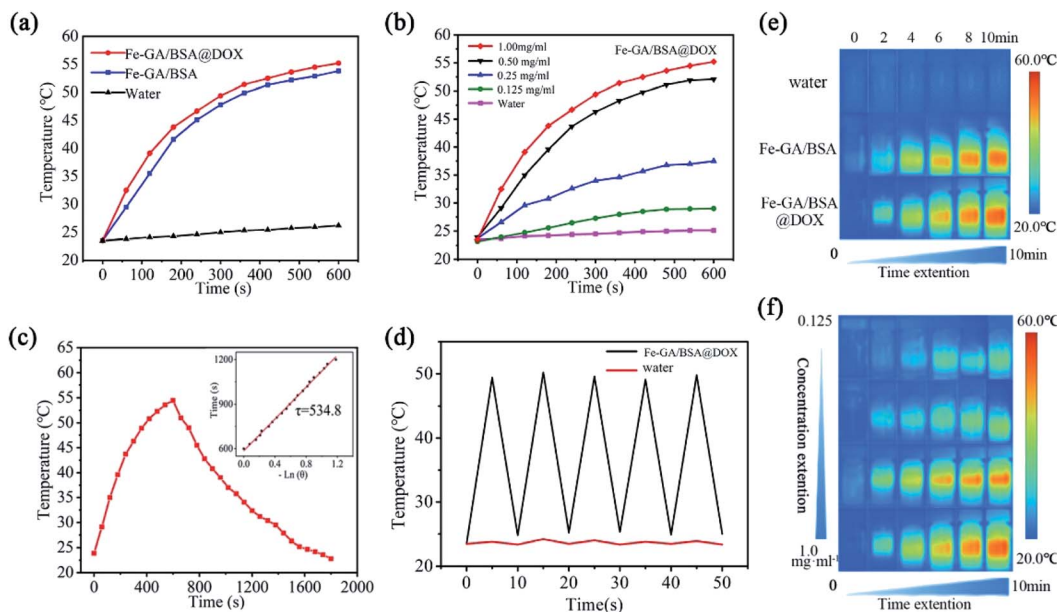 (a)
60
55
50
45
40
35
30
25
20
Temperature (℃)
Fe-GA/BSA@DOX
Fe-GA/BSA
Water
0 100 200 300 400 500 600
Time (s)
(b)
60
55
50
45
40
35
30
25
20
Temperature (℃)
1.00mg/ml
0.50 mg/ml
0.25 mg/ml
0.125 mg/ml
Water
Fe-GA/BSA@DOX
0 100 200 300 400 500 600
Time (s)
(e)
0 2 4 6 8 10min
water
Fe-GA/BSA
Fe-GA/BSA
@DOX
60.0℃
20.0℃
0
10min
Time extention
(c)
65
60
55
50
45
40
35
30
25
20
Temperature (℃)
1200
900
600
Time (s)
τ=534.8
0.0 0.4 0.8 1.2
- Ln (θ)
0 400 800 1200 1600 2000
Time (s)
(d)
50
40
30
20
Temperature (℃)
Fe-GA/BSA@DOX
water
0 10 20 30 40 50
Time(s)
(f)
0.125
Concentration extention
1.0
mg·ml⁻¹
60.0℃
20.0℃
0
10min
Time extention